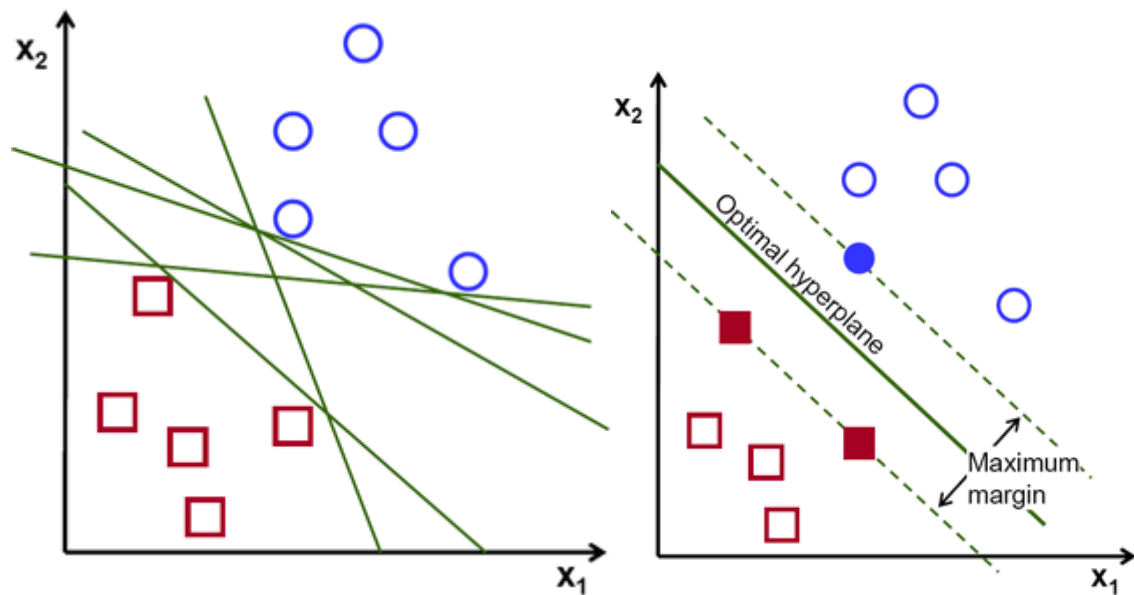 X₂
X₁
X₂
Optimal hyperplane
Maximum
margin
X₁